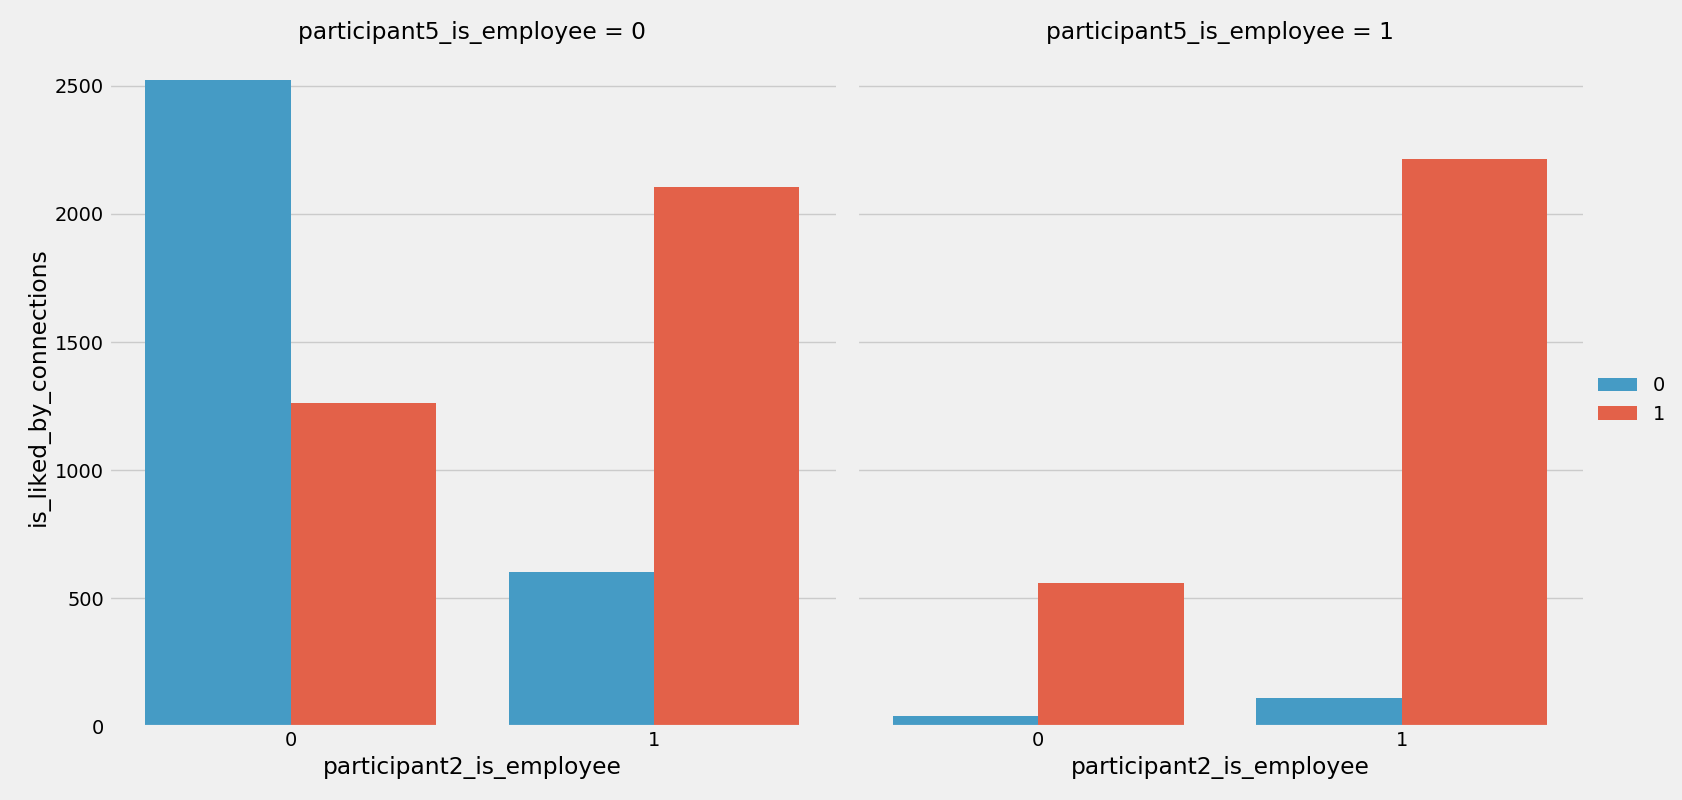 participant5_is_employee = 0
participant5_is_employee = 1
is_liked_by_connections
2500
2000
1500
1000
500
0
0
1
participant2_is_employee
0
1
participant2_is_employee
0
1